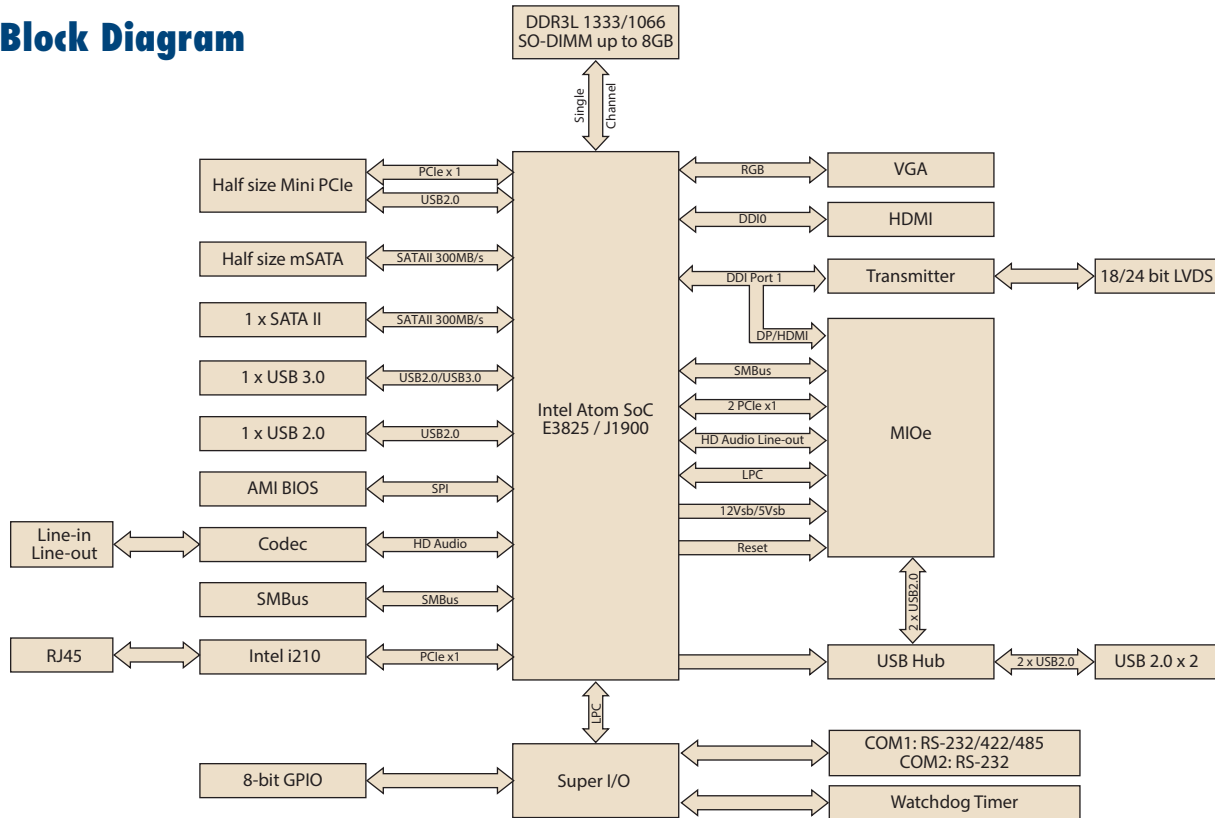 Block Diagram
DDR3L 1333/1066
SO-DIMM up to 8GB
Single
Channel
Half size Mini PCIe
PCIe x 1
USB2.0
Half size mSATA
SATAII 300MB/s
1 x SATA II
SATAII 300MB/s
1 x USB 3.0
USB2.0/USB3.0
1 x USB 2.0
USB2.0
AMI BIOS
SPI
Line-in
Line-out
Codec
HD Audio
SMBus
SMBus
RJ45
Intel i210
PCIe x1
Intel Atom SoC
E3825 / J1900
RGB
VGA
DDI0
HDMI
DDI Port 1
Transmitter
18/24 bit LVDS
DP/HDMI
SMBus
2 PCIe x1
HD Audio Line-out
LPC
12Vsb/5Vsb
Reset
MIOe
2 x USB2.0
USB Hub
2 x USB2.0
USB 2.0 x 2
LPC
8-bit GPIO
Super I/O
COM1: RS-232/422/485
COM2: RS-232
Watchdog Timer